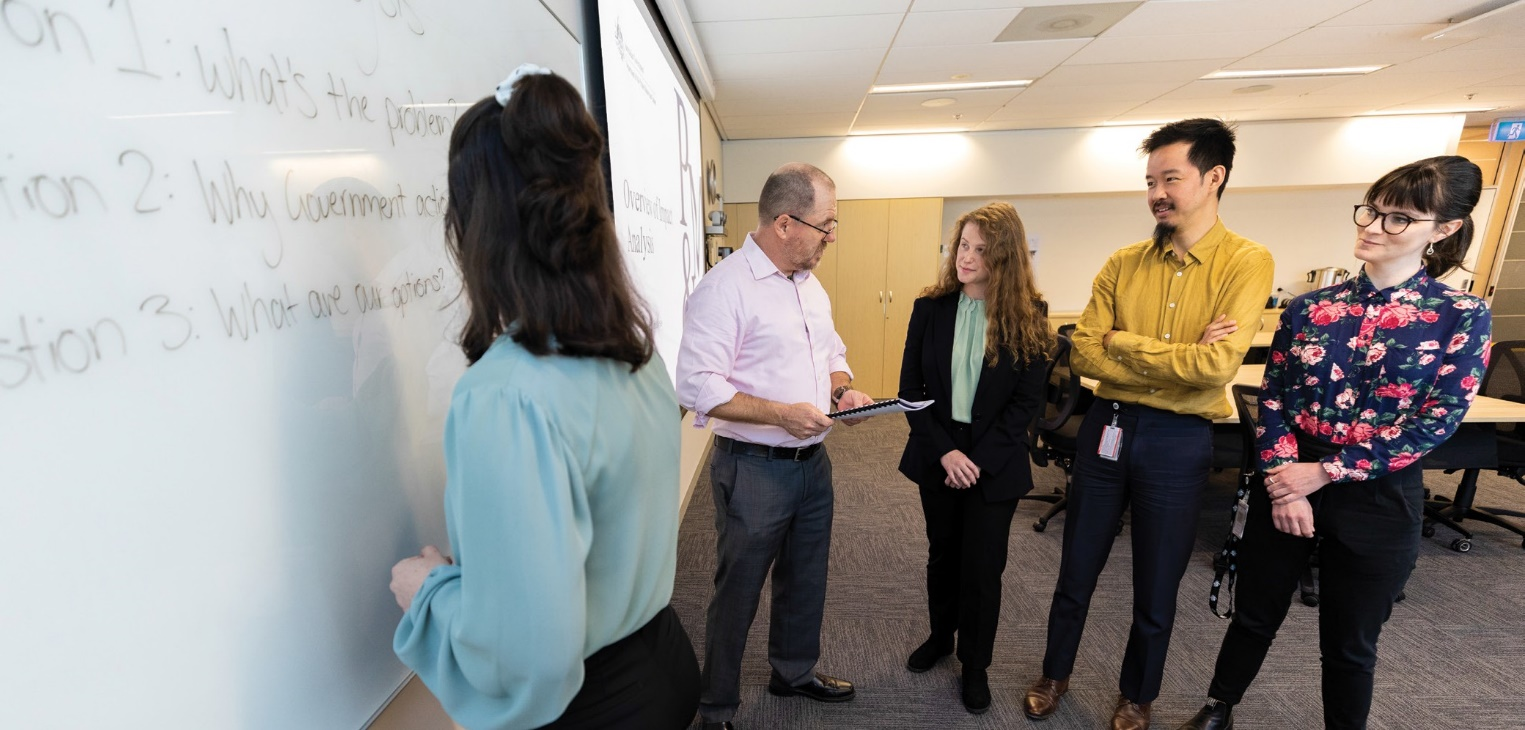 on 1: What's the problem?
tion 2: Why Government actio
stion 3: What are our options?
Overview of Impact
Analysis